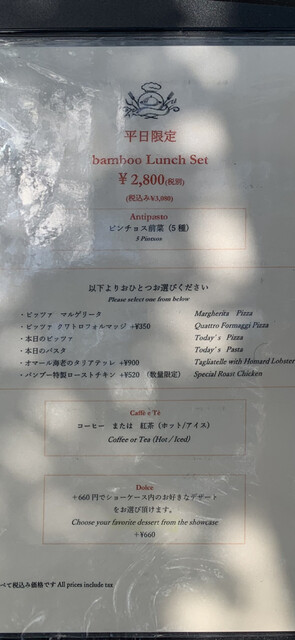 平日限定
bamboo Lunch Set
¥2,800(税別)
(税込み¥3,080)
Antipasto
ピンチョス前菜（5 種）
5 Pintxos
以下よりおひとつお選びください
Please select one from below
・ピッツァ　マルゲリータ　Margherita Pizza
・ピッツァ クワトロフォルマッジ +¥350　Quattro Formaggi Pizza
・本日のピッツァ　Today's Pizza
・本日のパスタ　Today's Pasta
・オマール海老のタリアテッレ +¥900　Tagliatelle with Homard Lobster
・バンブー特製ローストチキン +¥520 （数量限定）　Special Roast Chicken
Caffè e Tè
コーヒー または 紅茶（ホット/アイス）
Coffee or Tea (Hot / Iced)
Dolce
+660 円でショーケース内のお好きなデザート
をお選び頂けます。
Choose your favorite dessert from the showcase
+¥660
べて税込み価格です All prices include tax